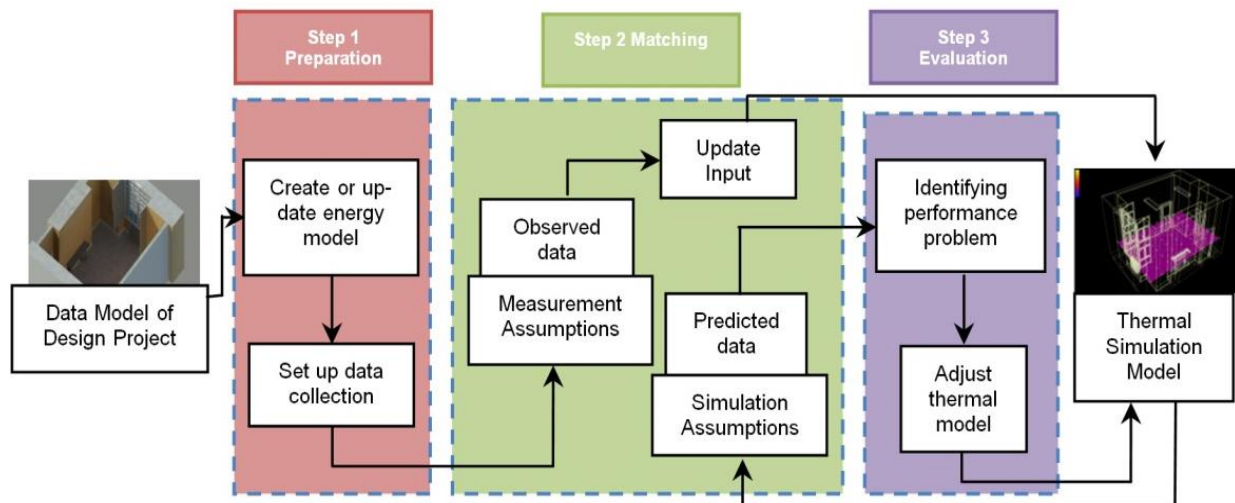 Step 1
Preparation
Step 2 Matching
Step 3
Evaluation
Data Model of
Design Project
Create or up-
date energy
model
Set up data
collection
Observed
data
Measurement
Assumptions
Update
Input
Predicted
data
Simulation
Assumptions
Identifying
performance
problem
Adjust
thermal
model
Thermal
Simulation
Model